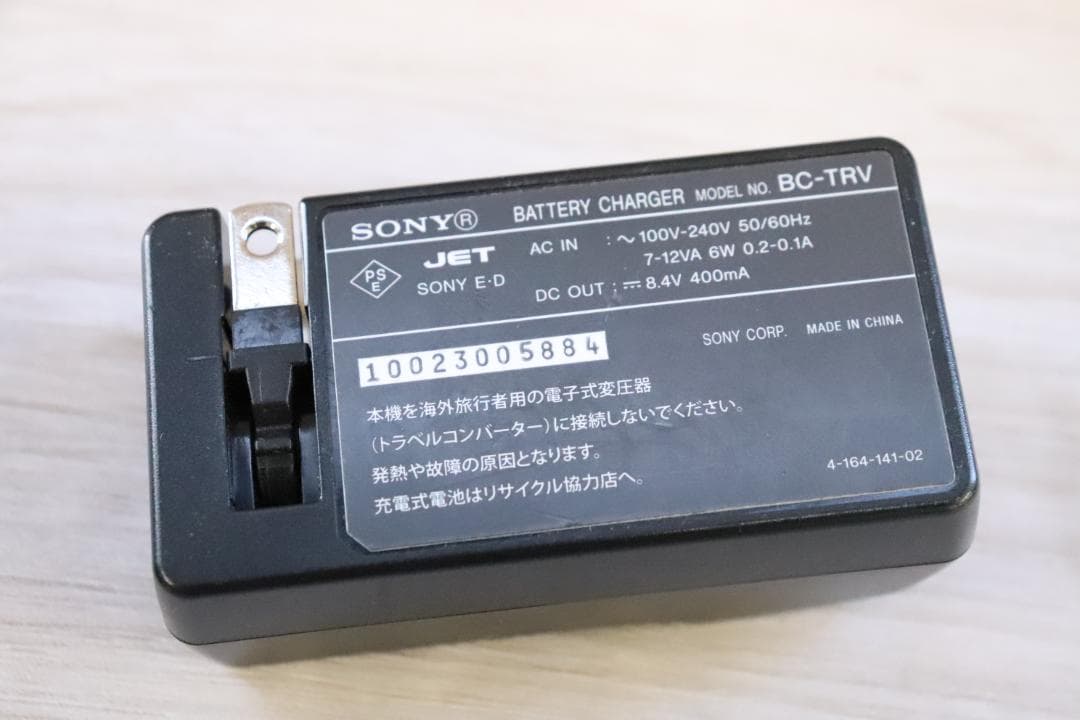 SONY® BATTERY CHARGER MODEL NO. BC-TRV
PS E JET AC IN : ~ 100V-240V 50/60Hz
7-12VA 6W 0.2-0.1A
SONY E·D DC OUT : ⎓ 8.4V 400mA
10023005884 SONY CORP. MADE IN CHINA
本機を海外旅行者用の電子式変圧器
(トラベルコンバーター)に接続しないでください。
発熱や故障の原因となります。
充電式電池はリサイクル協力店へ。
4-164-141-02